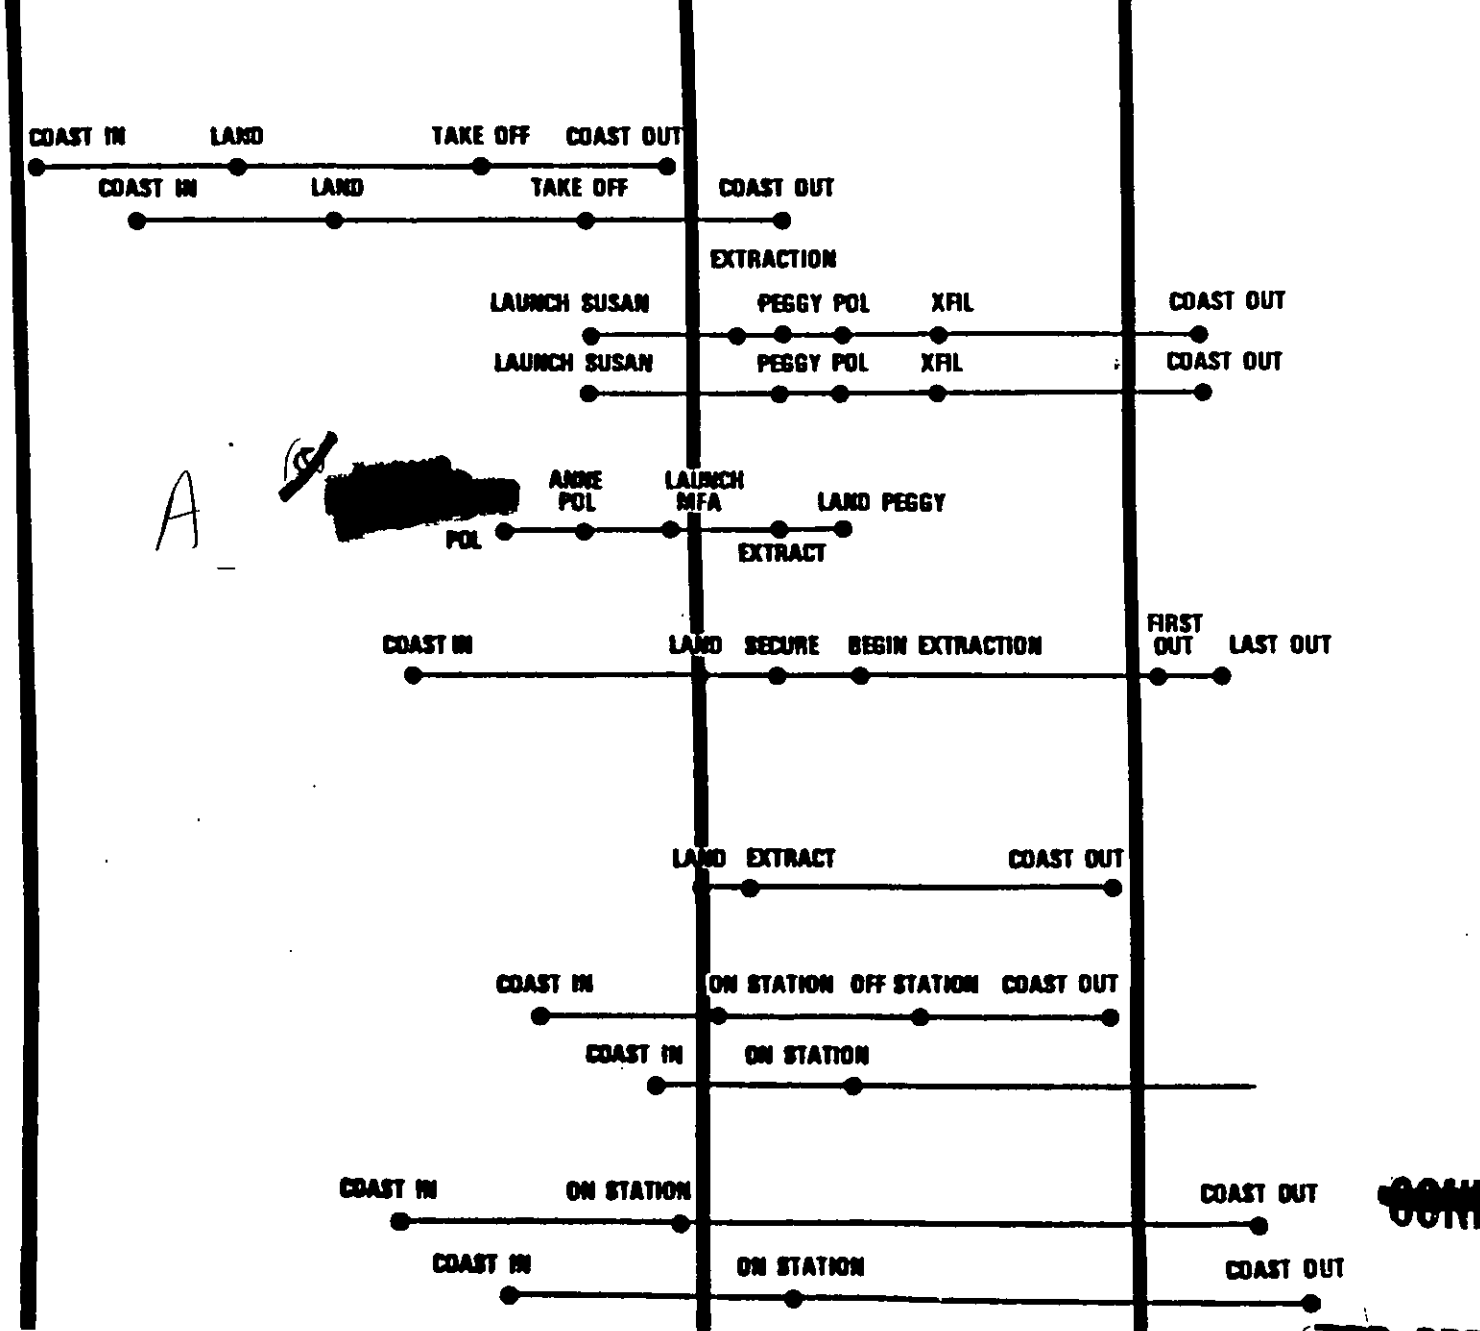 COAST IN LAND TAKE OFF COAST OUT
COAST IN LAND TAKE OFF COAST OUT
EXTRACTION
LAUNCH SUSAN PEGGY POL XFIL COAST OUT
LAUNCH SUSAN PEGGY POL XFIL COAST OUT
A
ANNE LAUNCH
POL MFA LAND PEGGY
POL EXTRACT
FIRST
COAST IN LAND SECURE BEGIN EXTRACTION OUT LAST OUT
LAND EXTRACT COAST OUT
COAST IN ON STATION OFF STATION COAST OUT
COAST IN ON STATION
COAST IN ON STATION COAST OUT
COAST IN ON STATION COAST OUT